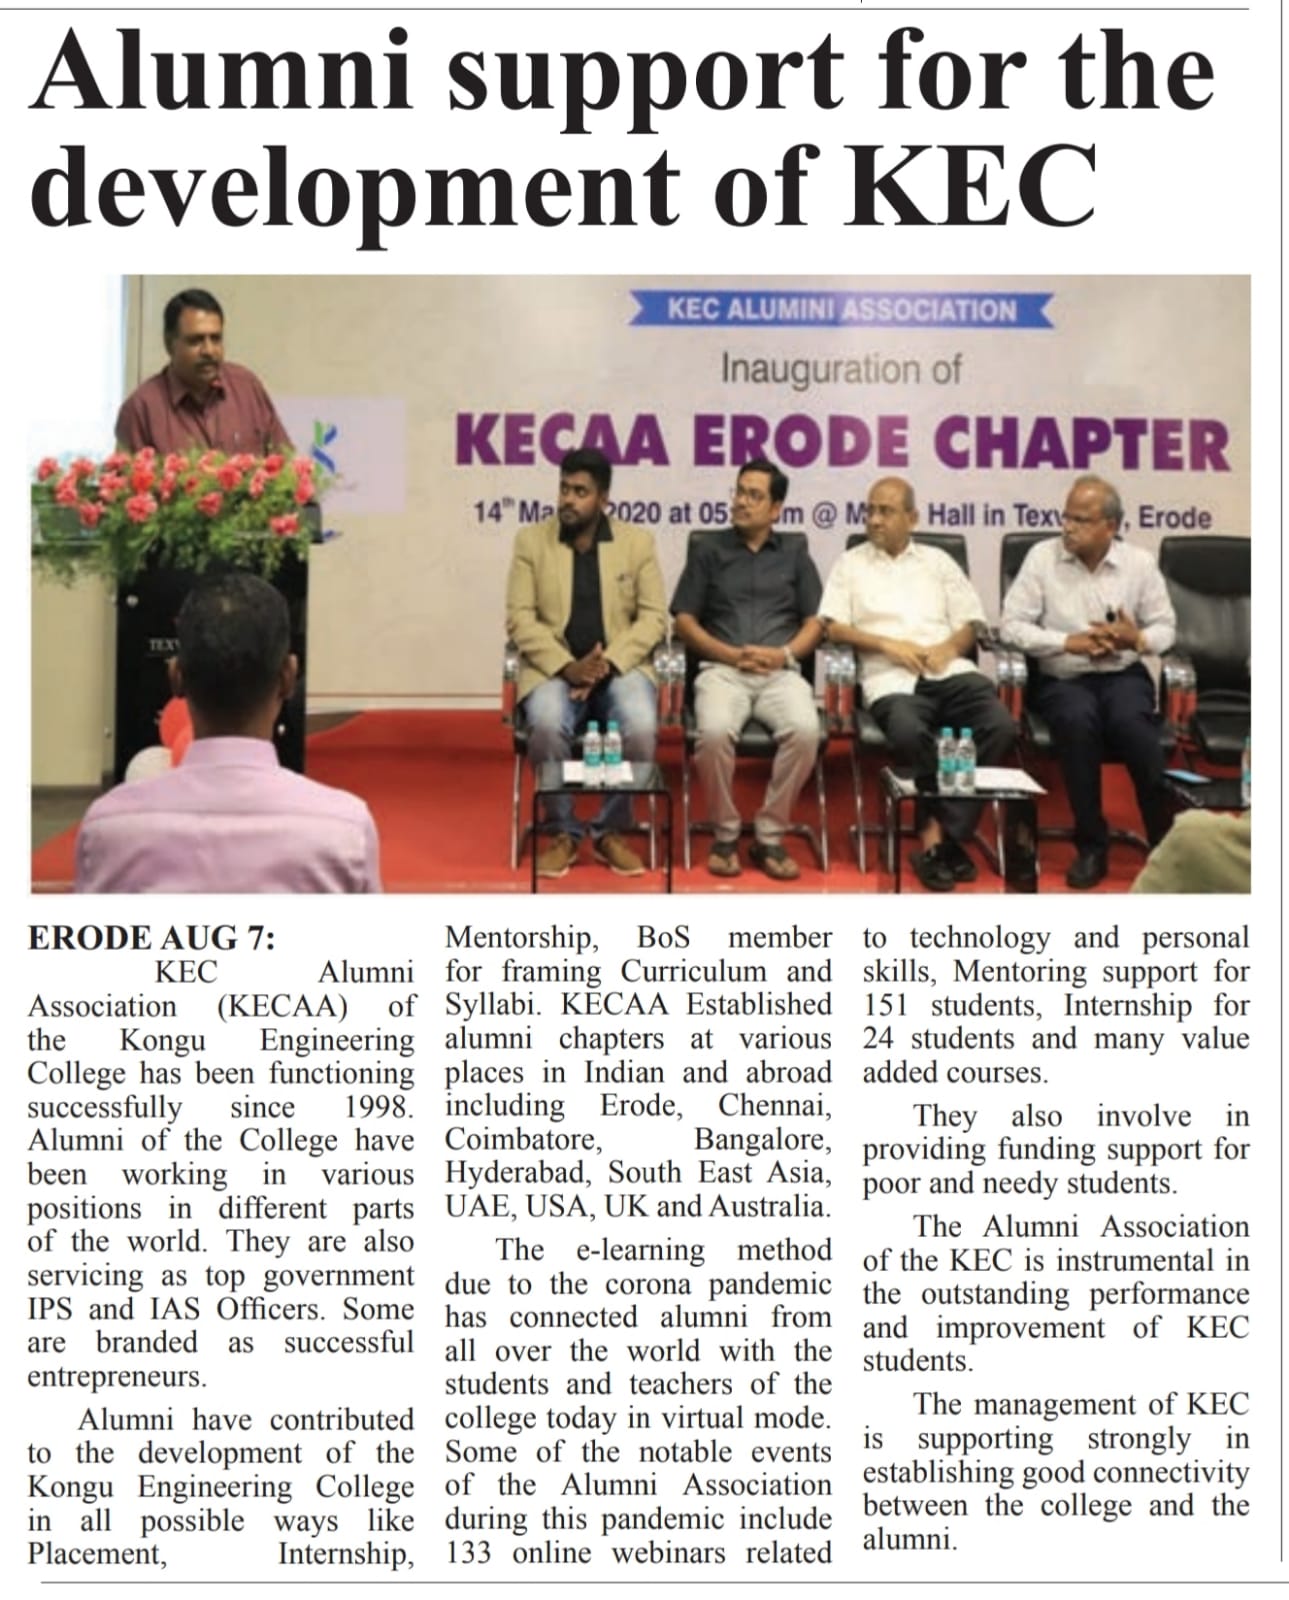 Alumni support for the
development of KEC
KEC ALUMINI ASSOCIATION
Inauguration of
KECAA ERODE CHAPTER
14th 2020 at @ Hall in Erode
ERODE AUG 7:
KEC Alumni
Association (KECAA) of
the Kongu Engineering
College has been functioning
successfully since 1998.
Alumni of the College have
been working in various
positions in different parts
of the world. They are also
servicing as top government
IPS and IAS Officers. Some
are branded as successful
entrepreneurs.
Alumni have contributed
to the development of the
Kongu Engineering College
in all possible ways like
Placement, Internship,
Mentorship, BoS member
for framing Curriculum and
Syllabi. KECAA Established
alumni chapters at various
places in Indian and abroad
including Erode, Chennai,
Coimbatore, Bangalore,
Hyderabad, South East Asia,
UAE, USA, UK and Australia.
The e-learning method
due to the corona pandemic
has connected alumni from
all over the world with the
students and teachers of the
college today in virtual mode.
Some of the notable events
of the Alumni Association
during this pandemic include
133 online webinars related
to technology and personal
skills, Mentoring support for
151 students, Internship for
24 students and many value
added courses.
They also involve in
providing funding support for
poor and needy students.
The Alumni Association
of the KEC is instrumental in
the outstanding performance
and improvement of KEC
students.
The management of KEC
is supporting strongly in
establishing good connectivity
between the college and the
alumni.